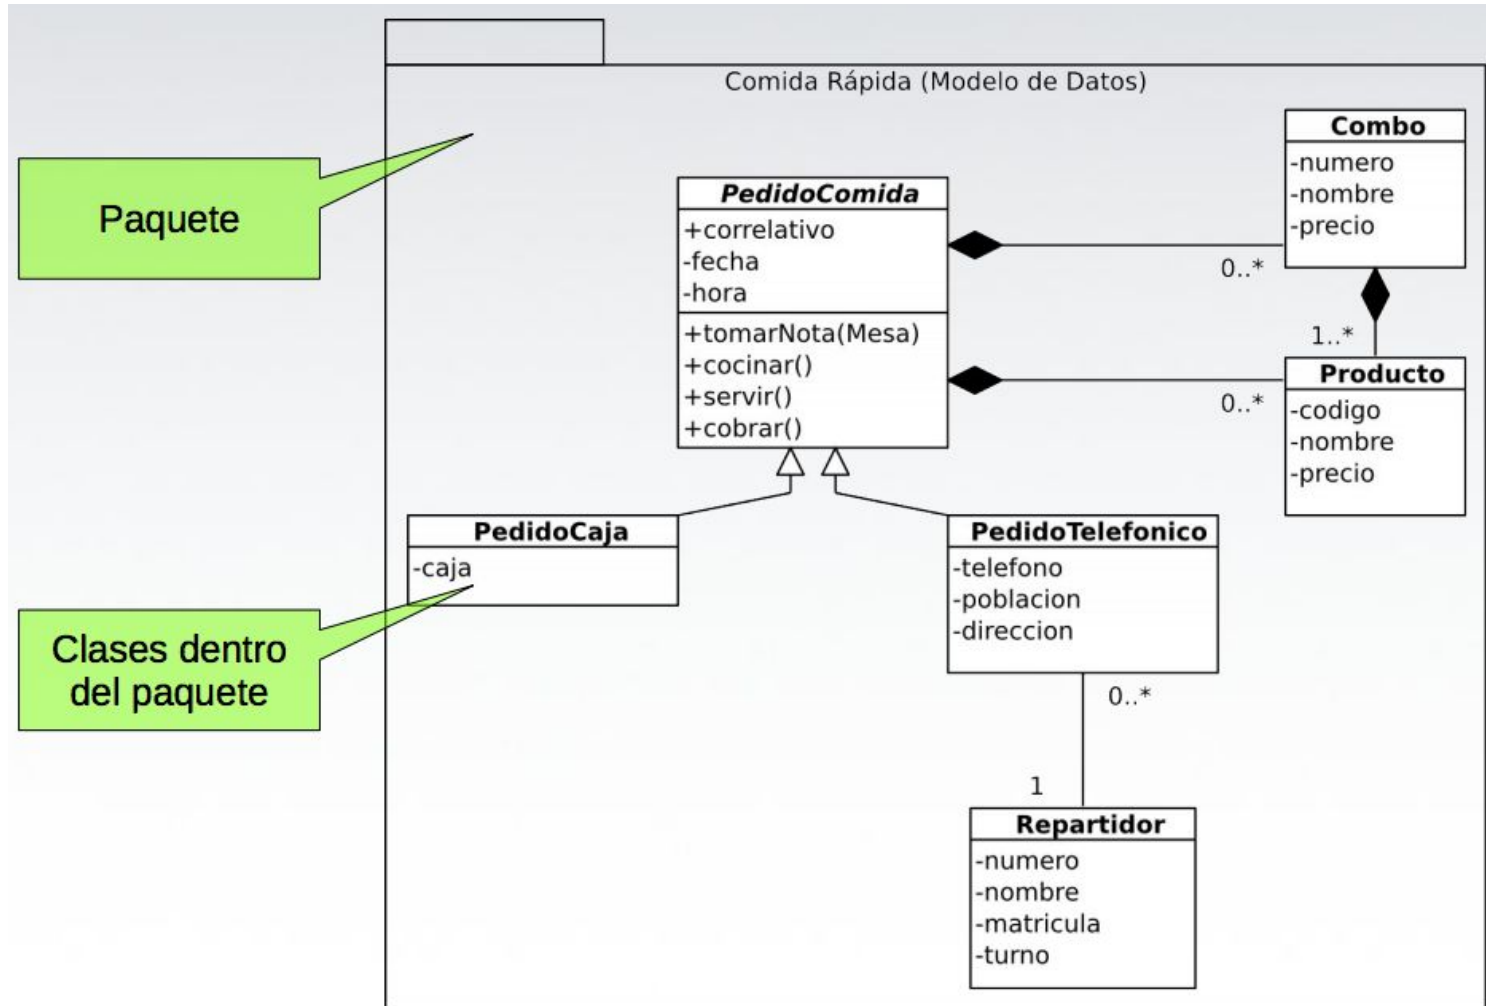 Comida Rápida (Modelo de Datos)
Paquete
Clases dentro
del paquete
PedidoComida
+correlativo
-fecha
-hora
+tomarNota(Mesa)
+cocinar()
+servir()
+cobrar()
0..*
0..*
Combo
-numero
-nombre
-precio
1..*
Producto
-codigo
-nombre
-precio
PedidoCaja
-caja
PedidoTelefonico
-telefono
-poblacion
-direccion
0..*
1
Repartidor
-numero
-nombre
-matricula
-turno